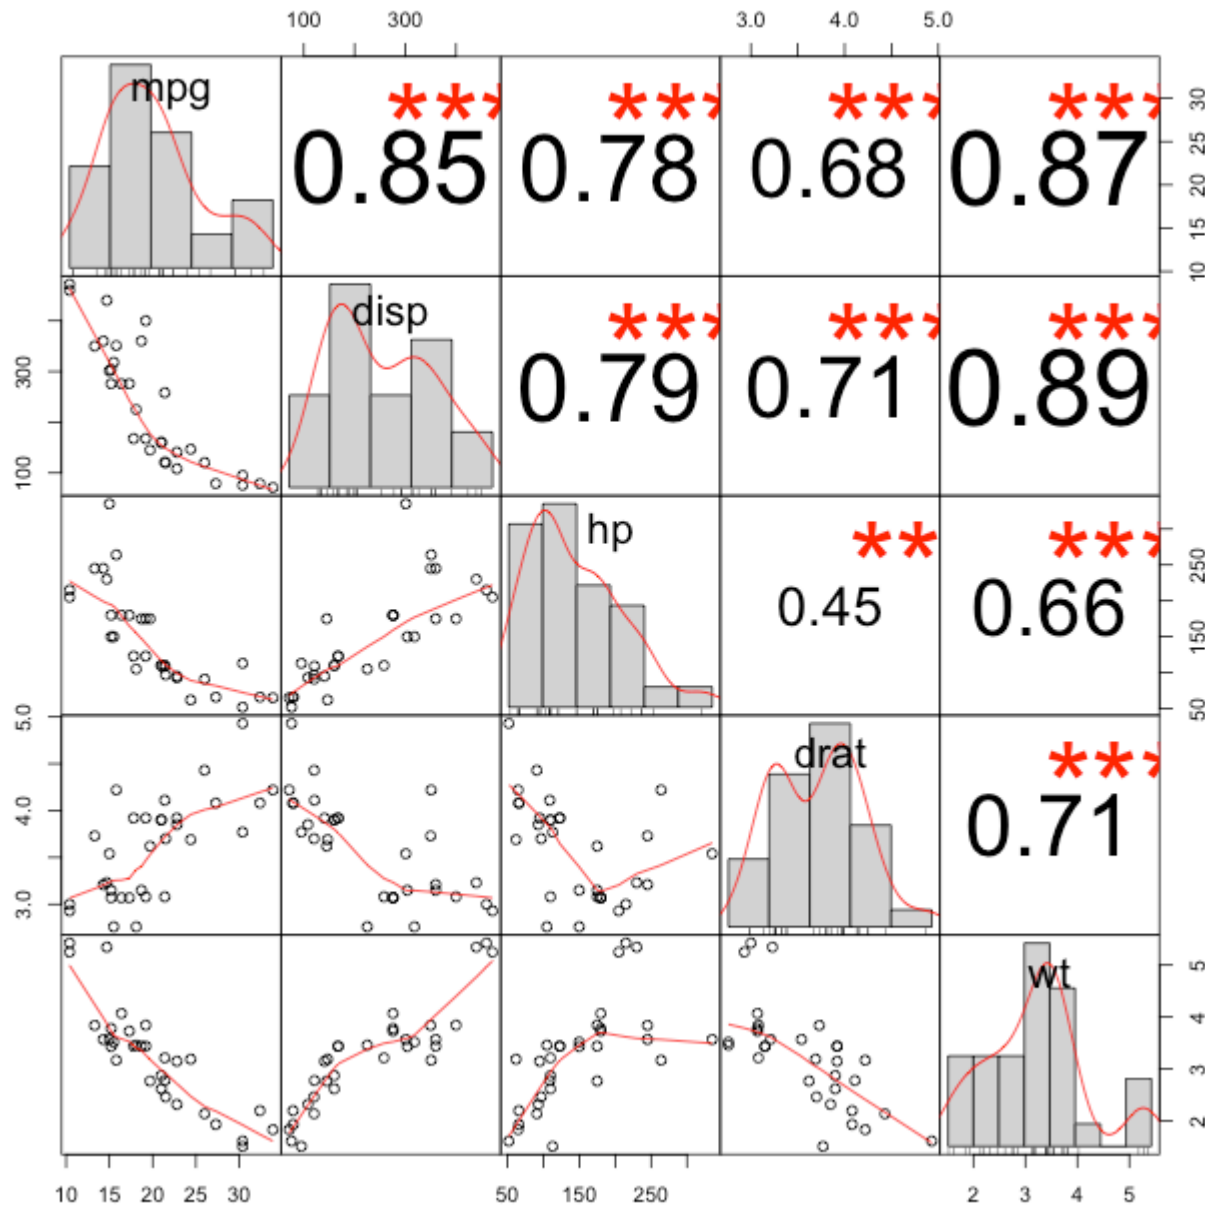 100 300 3.0 4.0 5.0
mpg *** *** *** ***
0.85 0.78 0.68 0.87
10 15 20 25 30
disp *** *** ***
0.79 0.71 0.89
100 300
hp ** ***
0.45 0.66
50 150 250
drat ***
0.71
3.0 4.0 5.0
wt
2 3 4 5
10 15 20 25 30 50 150 250 2 3 4 5